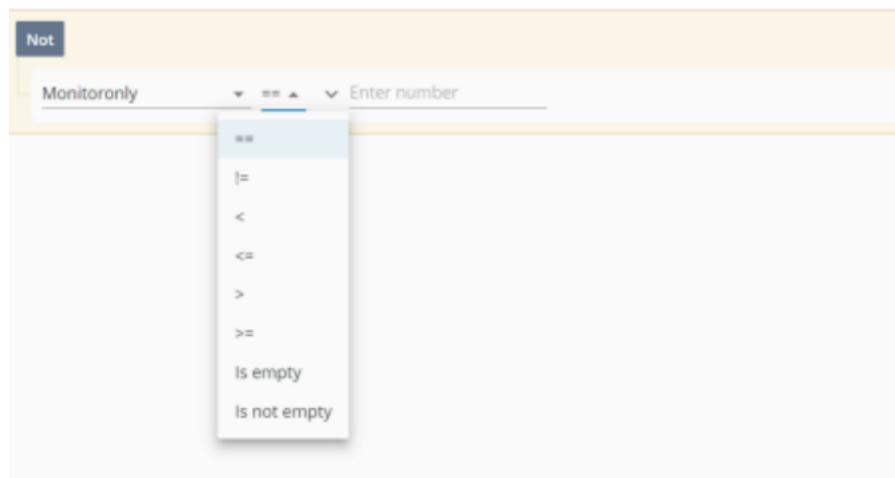 Not
Monitoronly == Enter number
==
!=
<
<=
>
>=
Is empty
Is not empty